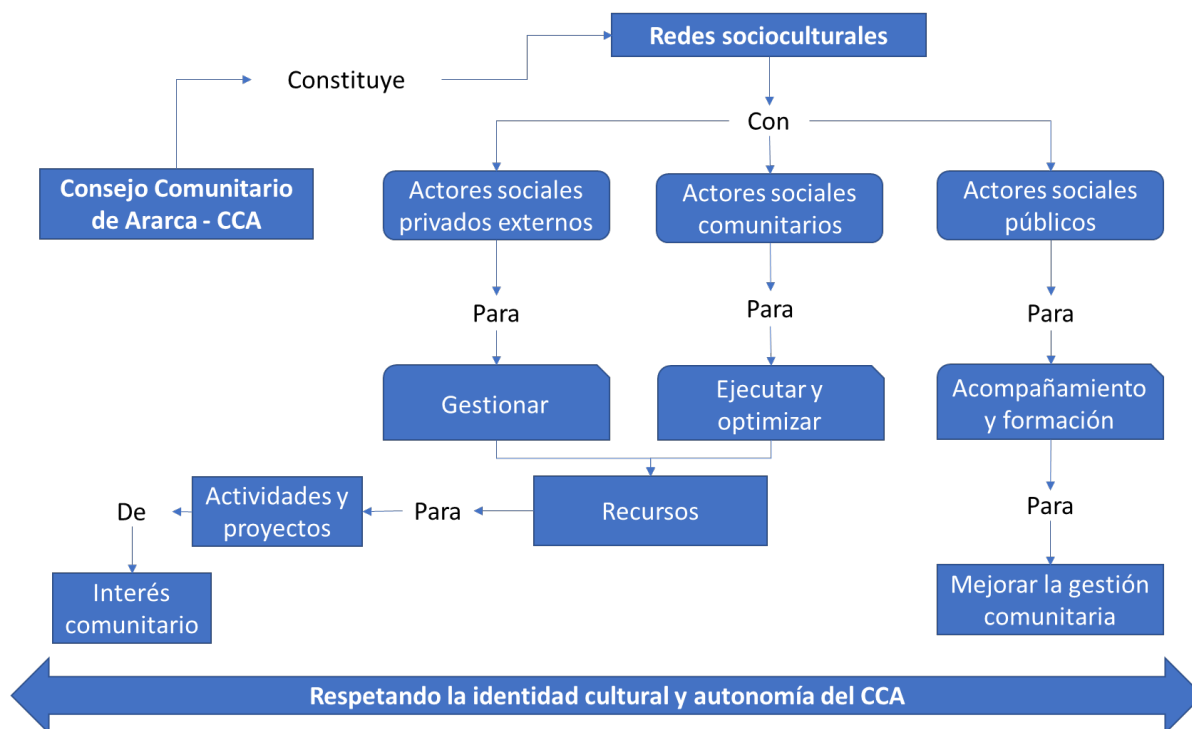 Redes socioculturales
Constituye
Con
Consejo Comunitario
de Ararca - CCA
Actores sociales
privados externos
Actores sociales
comunitarios
Actores sociales
públicos
Para
Para
Para
Gestionar
Ejecutar y
optimizar
Acompañamiento
y formación
Recursos
Para
Actividades y
proyectos
De
Interés
comunitario
Para
Mejorar la gestión
comunitaria
Respetando la identidad cultural y autonomía del CCA